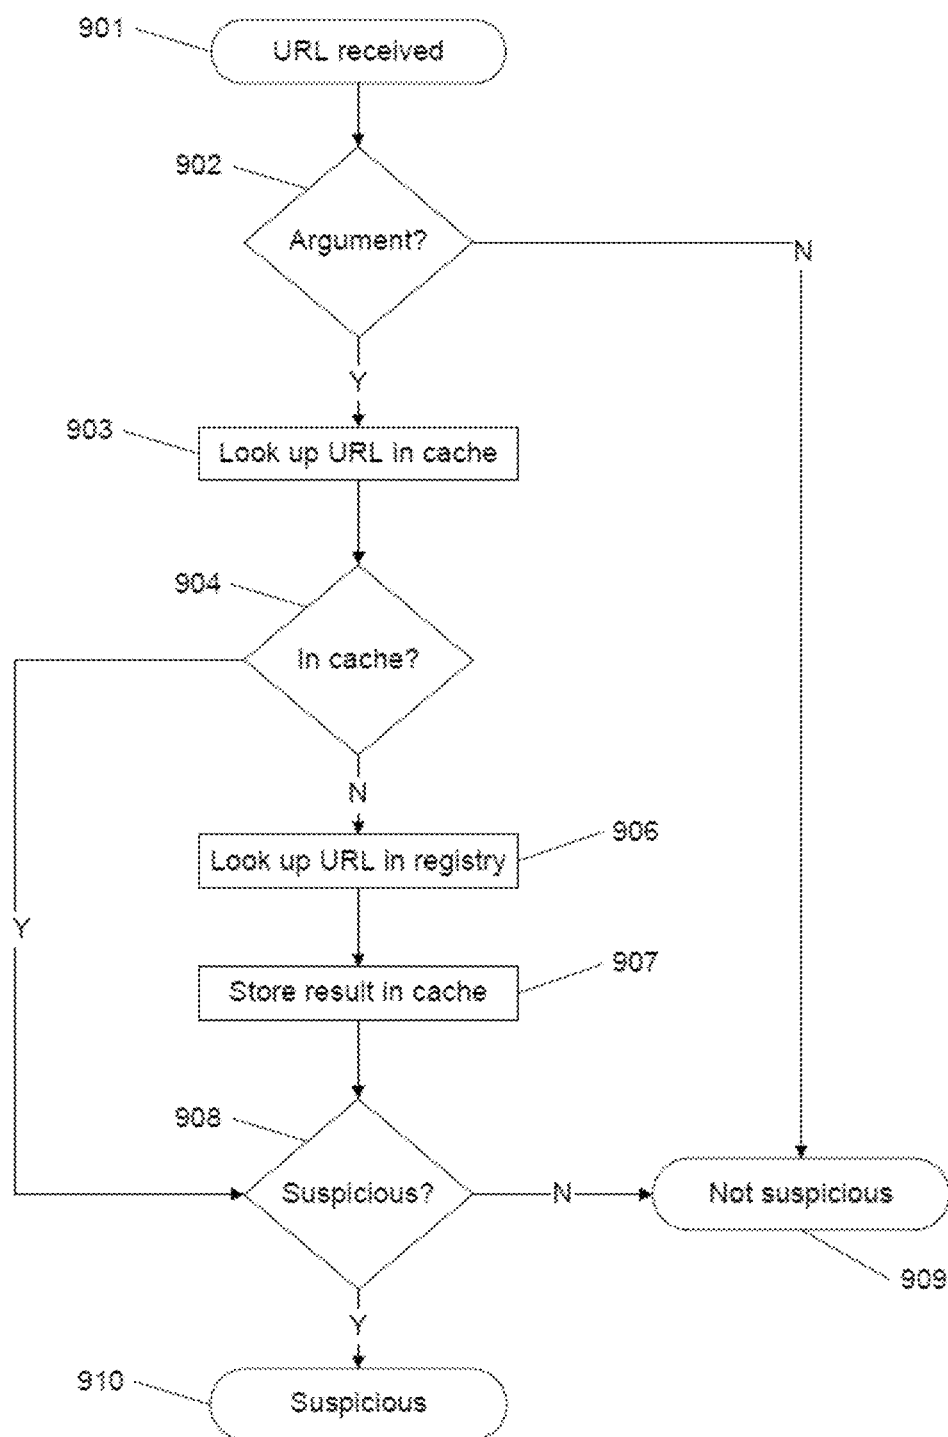 901
URL received
902
Argument?
N
Y
903
Look up URL in cache
904
In cache?
N
906
Look up URL in registry
Y
907
Store result in cache
908
Suspicious?
N
Not suspicious
909
Y
910
Suspicious